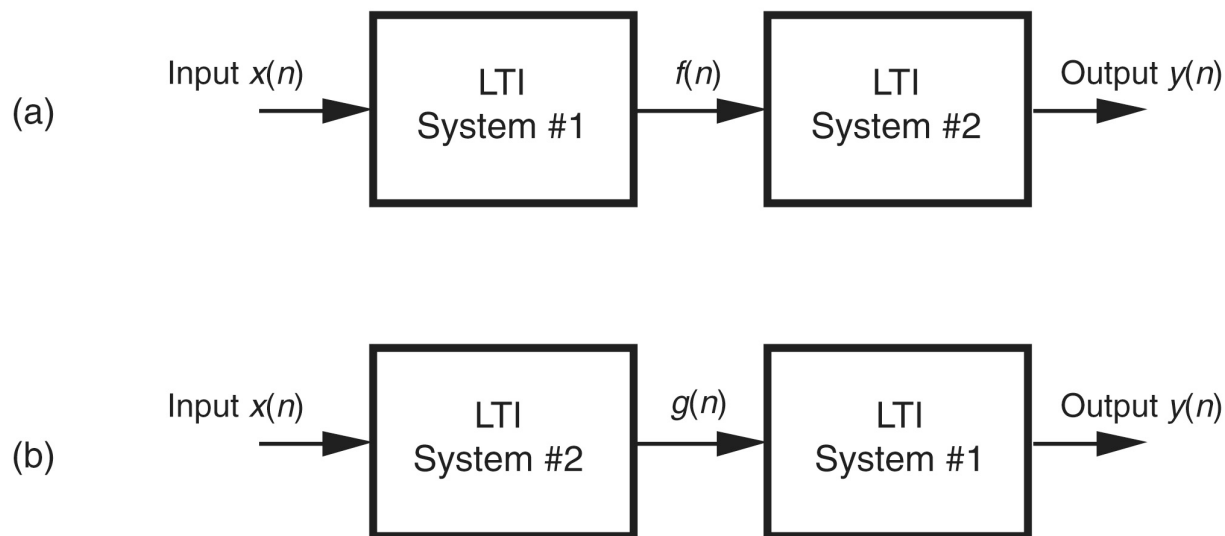 (a)
Input x(n)
LTI
System #1
f(n)
LTI
System #2
Output y(n)
(b)
Input x(n)
LTI
System #2
g(n)
LTI
System #1
Output y(n)